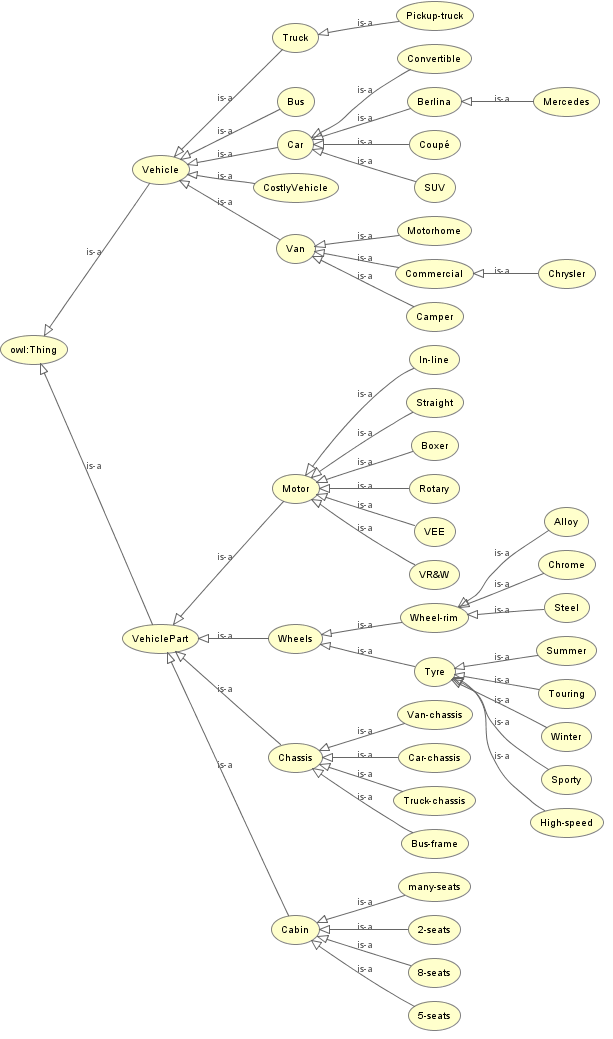 Pickup-truck
is-a
Truck
Convertible
is-a
is-a
Bus
Berlina
is-a
Mercedes
is-a
Car
is-a
Coupé
is-a
is-a
Vehicle
is-a
CostlyVehicle
SUV
is-a
Motorhome
is-a
Van
is-a
is-a
Commercial
is-a
Chrysler
is-a
Camper
owl:Thing
In-line
is-a
Straight
is-a
Boxer
is-a
is-a
Motor
is-a
Rotary
is-a
VEE
is-a
Alloy
is-a
is-a
VR&W
Chrome
is-a
Steel
is-a
Wheel-rim
is-a
VehiclePart
is-a
Wheels
is-a
Summer
is-a
Tyre
is-a
is-a
Touring
is-a
Van-chassis
is-a
is-a
Winter
Chassis
is-a
Car-chassis
is-a
is-a
Sporty
is-a
Truck-chassis
High-speed
Bus-frame
many-seats
is-a
Cabin
is-a
2-seats
is-a
8-seats
is-a
5-seats